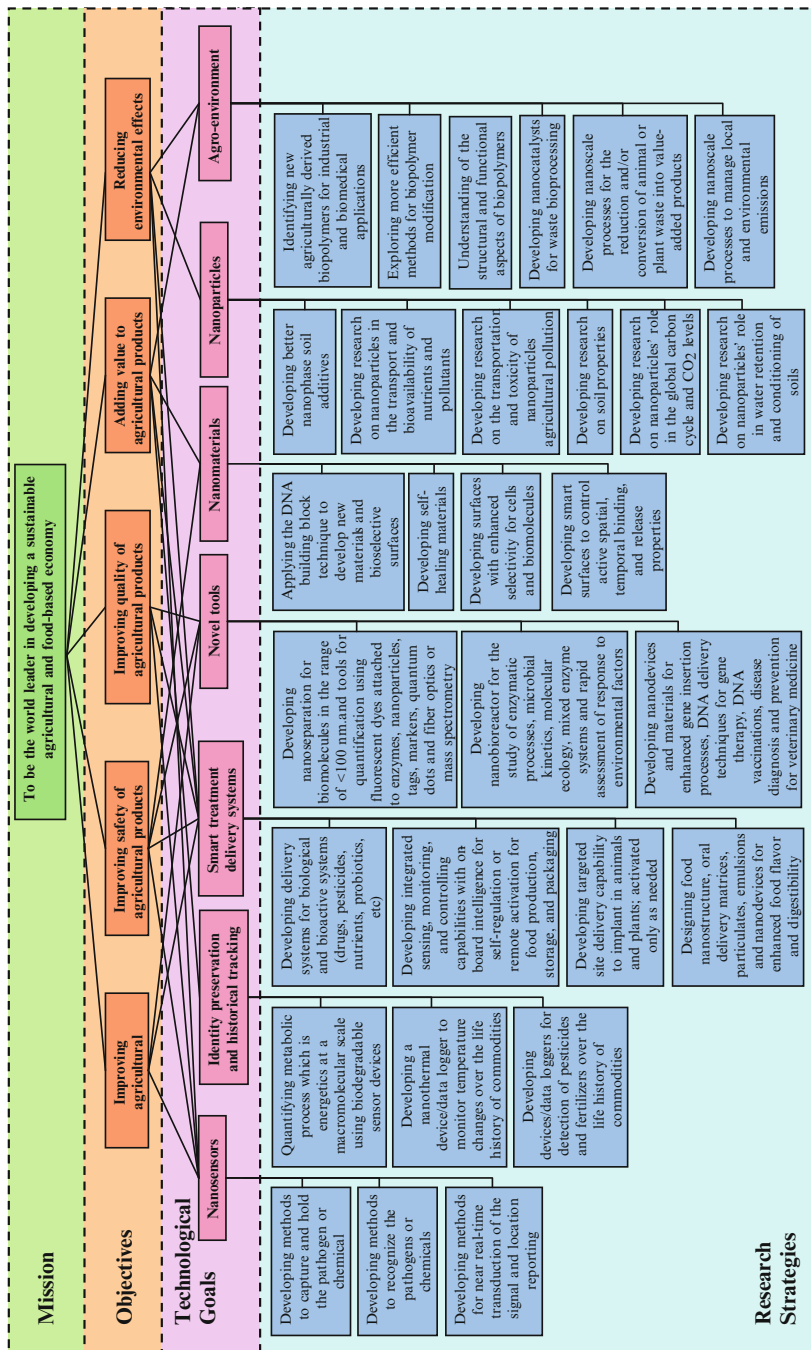 Mission
To be the world leader in developing a sustainable
agricultural and food-based economy
Objectives
Improving
agricultural
Improving safety of
agricultural products
Improving quality of
agricultural products
Adding value to
agricultural products
Reducing
environmental effects
Technological
Goals
Nanosensors
Identity preservation
and historical tracking
Smart treatment
delivery systems
Novel tools
Nanomaterials
Nanoparticles
Agro-environment
Research
Strategies
Developing methods
to capture and hold
the pathogen or
chemical
Developing methods
to recognize the
pathogens or
chemicals
Developing methods
for near real-time
transduction of the
signal and location
reporting
Quantifying metabolic
process which is
energetics at a
macromolecular scale
using biodegradable
sensor devices
Developing a
nanothermal
device/data logger to
monitor temperature
changes over the life
history of commodities
Developing
devices/data loggers for
detection of pesticides
and fertilizers over the
life history of
commodities
Developing delivery
systems for biological
and bioactive systems
(drugs, pesticides,
nutrients, probiotics,
etc)
Developing integrated
sensing, monitoring,
and controlling
capabilities with on-
board intelligence for
self-regulation or
remote activation for
food production,
storage, and packaging
Developing targeted
site delivery capability
to implant in animals
and plants; activated
only as needed
Designing food
nanostructure, oral
delivery matrices,
particulates, emulsions
and nanodevices for
enhanced food flavor
and digestibility
Developing
nanoseparation for
biomolecules in the range
of <100 nm.and tools for
quantification using
fluorescent dyes attached
to enzymes, nanoparticles,
tags, markers, quantum
dots and fiber optics or
mass spectrometry
Developing
nanobioreactor for the
study of enzymatic
processes, microbial
kinetics, molecular
ecology, mixed enzyme
systems and rapid
assessment of response to
environmental factors
Developing nanodevices
and materials for
enhanced gene insertion
processes, DNA delivery
techniques for gene
therapy, DNA
vaccinations, disease
diagnosis and prevention
for veterinary medicine
Applying the DNA
building block
technique to
develop new
materials and
bioselective
surfaces
Developing self-
healing materials
Developing surfaces
with enhanced
selectivity for cells
and biomolecules
Developing smart
surfaces to control
active spatial,
temporal binding,
and release
properties
Developing better
nanophase soil
additives
Developing research
on nanoparticles in
the transport and
bioavailability of
nutrients and
pollutants
Developing research
on the transportation
and toxicity of
nanoparticles
agricultural pollution
Developing research
on soil properties
Developing research
on nanoparticles' role
in the global carbon
cycle and CO2 levels
Developing research
on nanoparticles' role
in water retention
and conditioning of
soils
Identifying new
agriculturally derived
biopolymers for industrial
and biomedical
applications
Exploring more efficient
methods for biopolymer
modification
Understanding of the
structural and functional
aspects of biopolymers
Developing nanocatalysts
for waste bioprocessing
Developing nanoscale
processes for the
reduction and/or
conversion of animal or
plant waste into value-
added products
Developing nanoscale
processes to manage local
and environmental
emissions